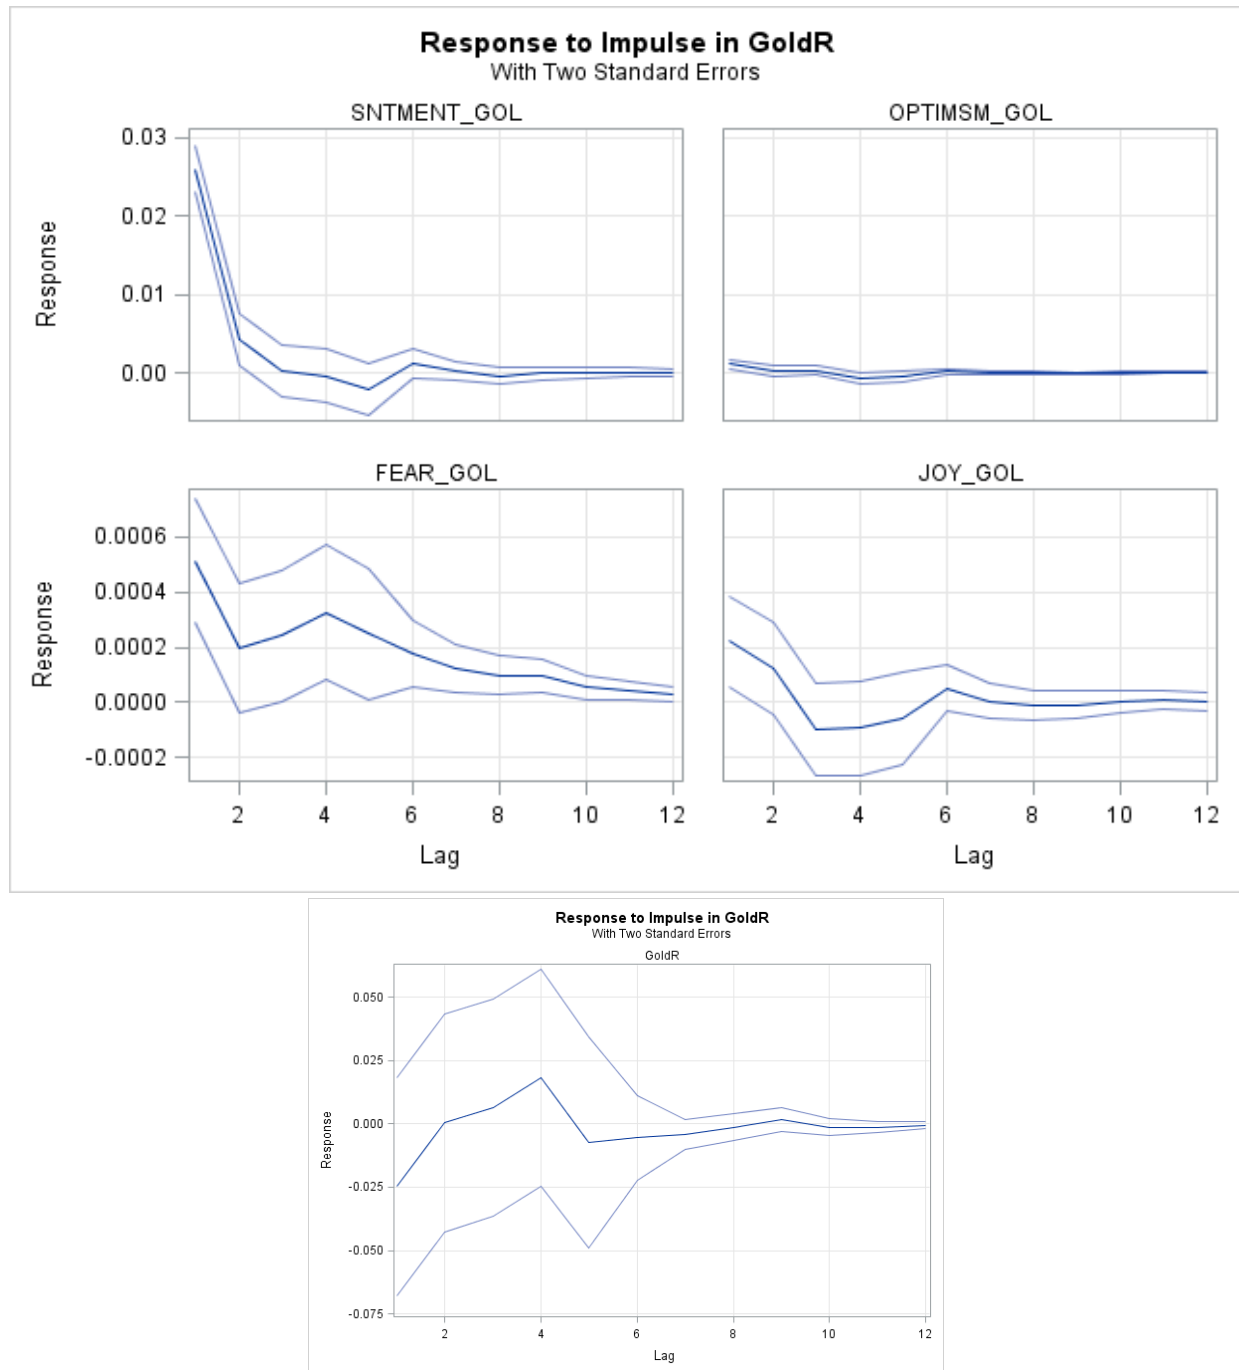 Response to Impulse in GoldR
With Two Standard Errors
SNTMENT_GOL OPTIMSM_GOL
0.03
0.02
0.01
0.00
Response
FEAR_GOL JOY_GOL
0.0006
0.0004
0.0002
0.0000
-0.0002
Response
2 4 6 8 10 12 2 4 6 8 10 12
Lag Lag
Response to Impulse in GoldR
With Two Standard Errors
GoldR
0.050
0.025
0.000
-0.025
-0.050
-0.075
Response
2 4 6 8 10 12
Lag